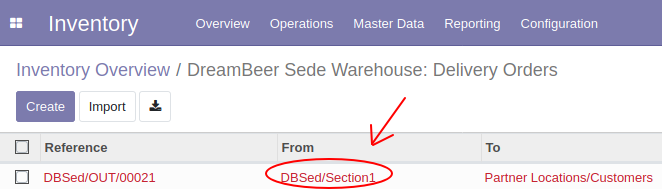 Inventory Overview Operations Master Data Reporting Configuration
Inventory Overview / DreamBeer Sede Warehouse: Delivery Orders
Create Import
Reference From To
DBSed/OUT/00021 DBSed/Section1 Partner Locations/Customers